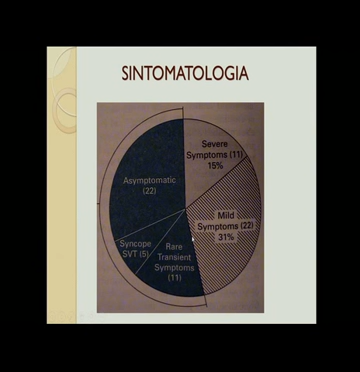 SINTOMATOLOGIA
Severe
Symptoms (11)
15%
Asymptomatic
(22)
Mild
Symptoms (22)
31%
Syncope
SVT (5)
Rare
Transient
Symptoms
(11)